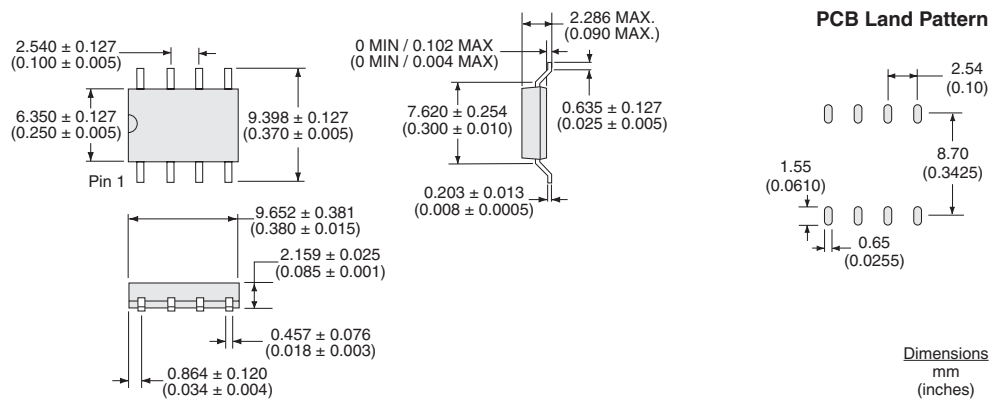 2.540 ± 0.127
(0.100 ± 0.005)
6.350 ± 0.127
(0.250 ± 0.005)
9.398 ± 0.127
(0.370 ± 0.005)
Pin 1
9.652 ± 0.381
(0.380 ± 0.015)
2.159 ± 0.025
(0.085 ± 0.001)
0.457 ± 0.076
(0.018 ± 0.003)
0.864 ± 0.120
(0.034 ± 0.004)
2.286 MAX.
(0.090 MAX.)
0 MIN / 0.102 MAX
(0 MIN / 0.004 MAX)
7.620 ± 0.254
(0.300 ± 0.010)
0.635 ± 0.127
(0.025 ± 0.005)
0.203 ± 0.013
(0.008 ± 0.0005)
PCB Land Pattern
2.54
(0.10)
8.70
(0.3425)
1.55
(0.0610)
0.65
(0.0255)
Dimensions
mm
(inches)